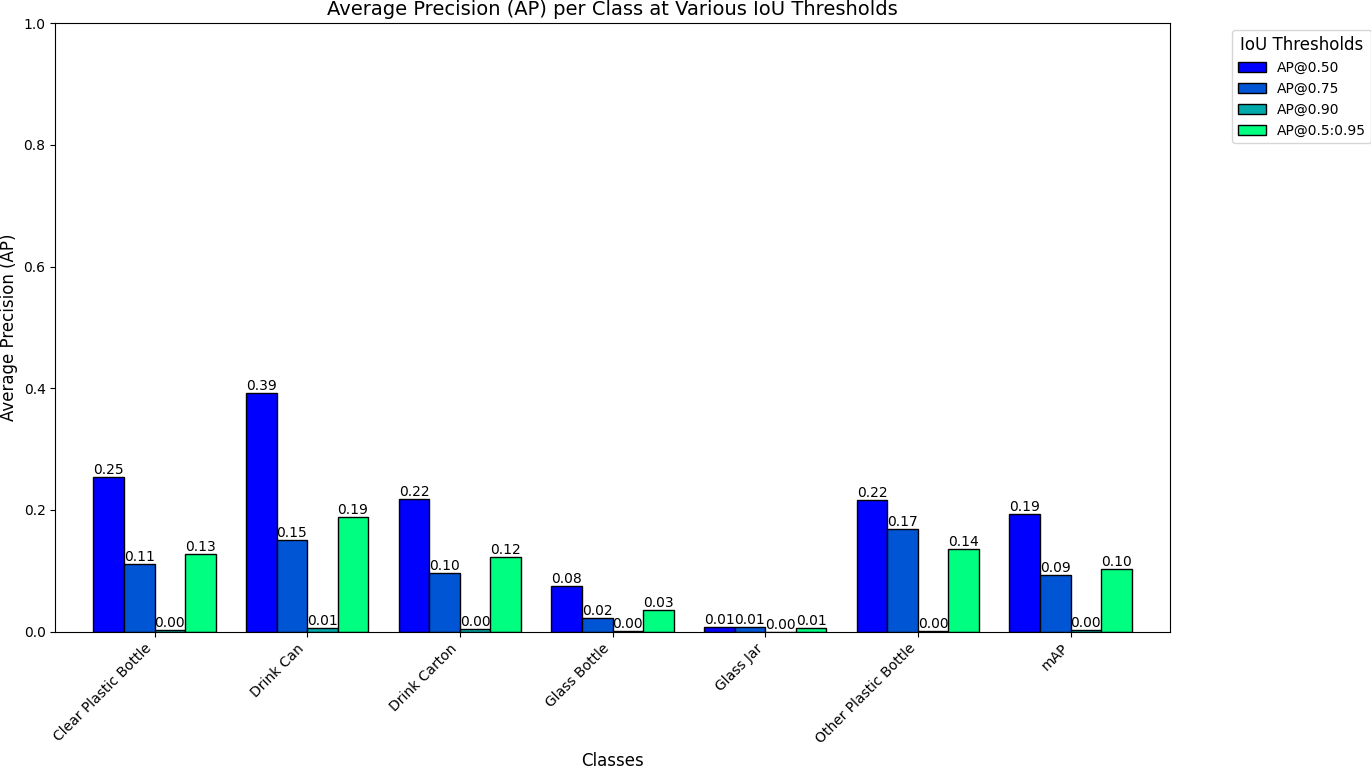 Average Precision (AP) per Class at Various IoU Thresholds
IoU Thresholds
AP@0.50
AP@0.75
AP@0.90
AP@0.5:0.95
Average Precision (AP)
1.0
0.8
0.6
0.4
0.2
0.0
0.25 0.11 0.00 0.13
0.39 0.15 0.01 0.19
0.22 0.10 0.00 0.12
0.08 0.02 0.00 0.03
0.01 0.01 0.00 0.01
0.22 0.17 0.00 0.14
0.19 0.09 0.00 0.10
Clear Plastic Bottle
Drink Can
Drink Carton
Glass Bottle
Glass Jar
Other Plastic Bottle
mAP
Classes